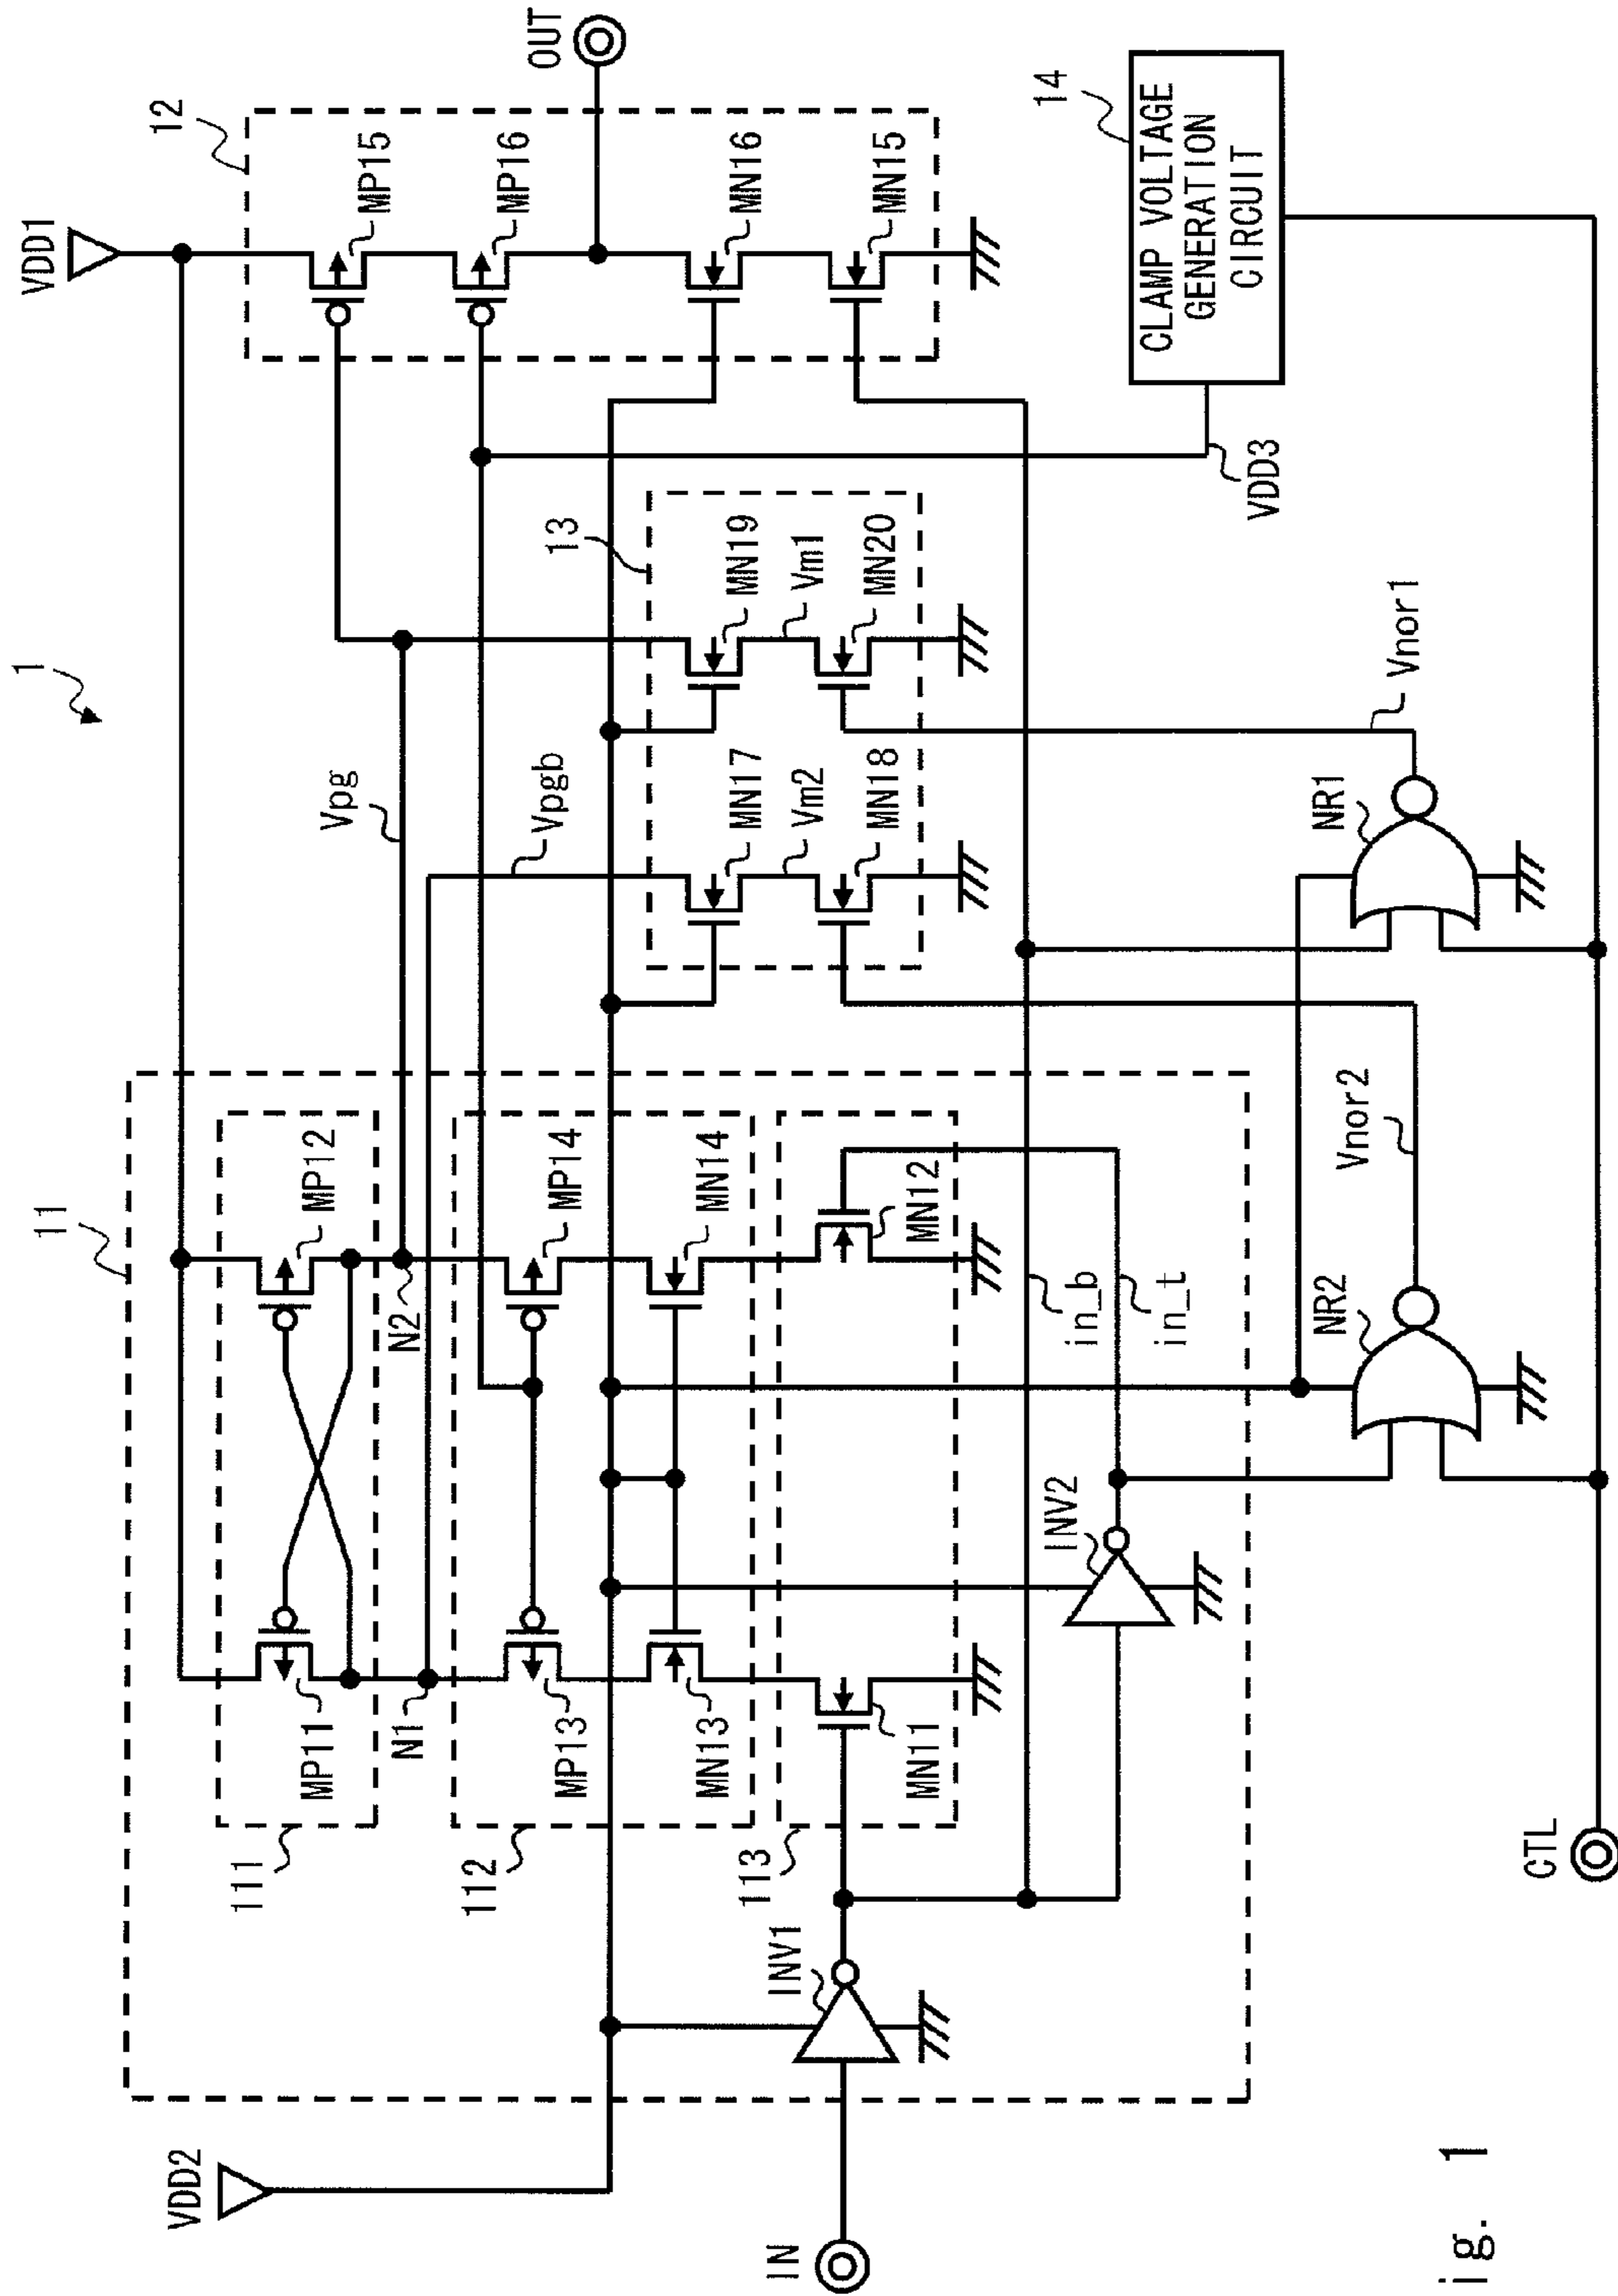 1
VDD1
12
MP15
MP16
OUT
MN16
MN15
14
CLAMP VOLTAGE
GENERATION
CIRCUIT
VDD3
13
Vpg
Vpgb
MN17
MN19
Vm2
Vm1
MN18
MN20
Vnor1
NR1
Vnor2
NR2
11
111
MP11
MP12
N1
N2
112
MP13
MP14
MN13
MN14
113
MN11
MN12
in_b
in_t
INV1
INV2
VDD2
IN
CTL
ig. 1